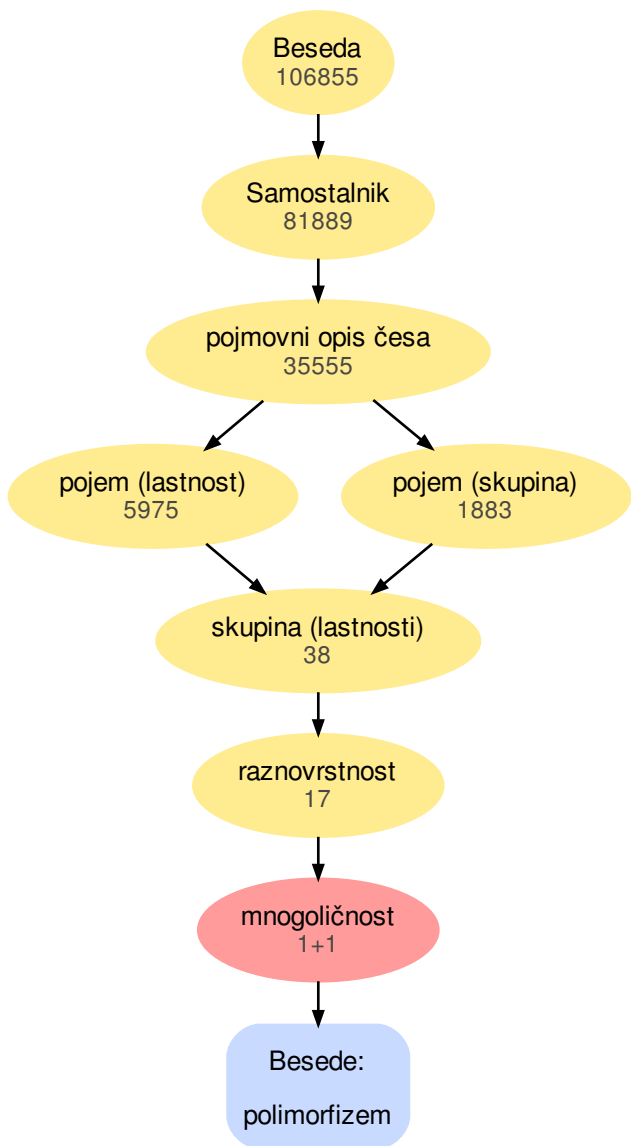 Beseda
106855
Samostalnik
81889
pojmovni opis česa
35555
pojem (lastnost)
5975
pojem (skupina)
1883
skupina (lastnosti)
38
raznovrstnost
17
mnogoličnost
1+1
Besede:
polimorfizem